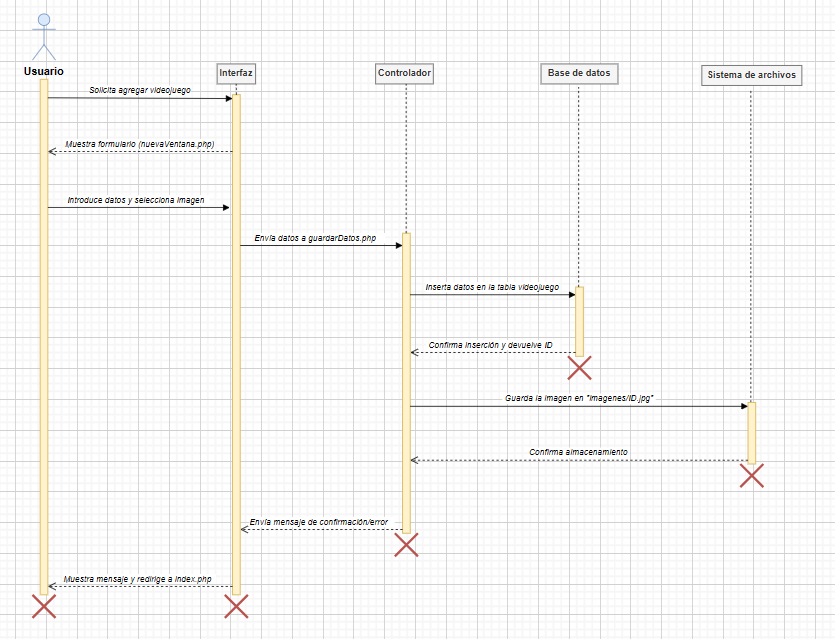 Usuario
Interfaz
Controlador
Base de datos
Sistema de archivos
Solicita agregar videojuego
Muestra formulario (nuevaVentana.php)
Introduce datos y selecciona imagen
Envía datos a guardarDatos.php
Inserta datos en la tabla videojuego
Confirma inserción y devuelve ID
Guarda la imagen en "imagenes/ID.jpg"
Confirma almacenamiento
Envía mensaje de confirmación/error
Muestra mensaje y redirige a index.php